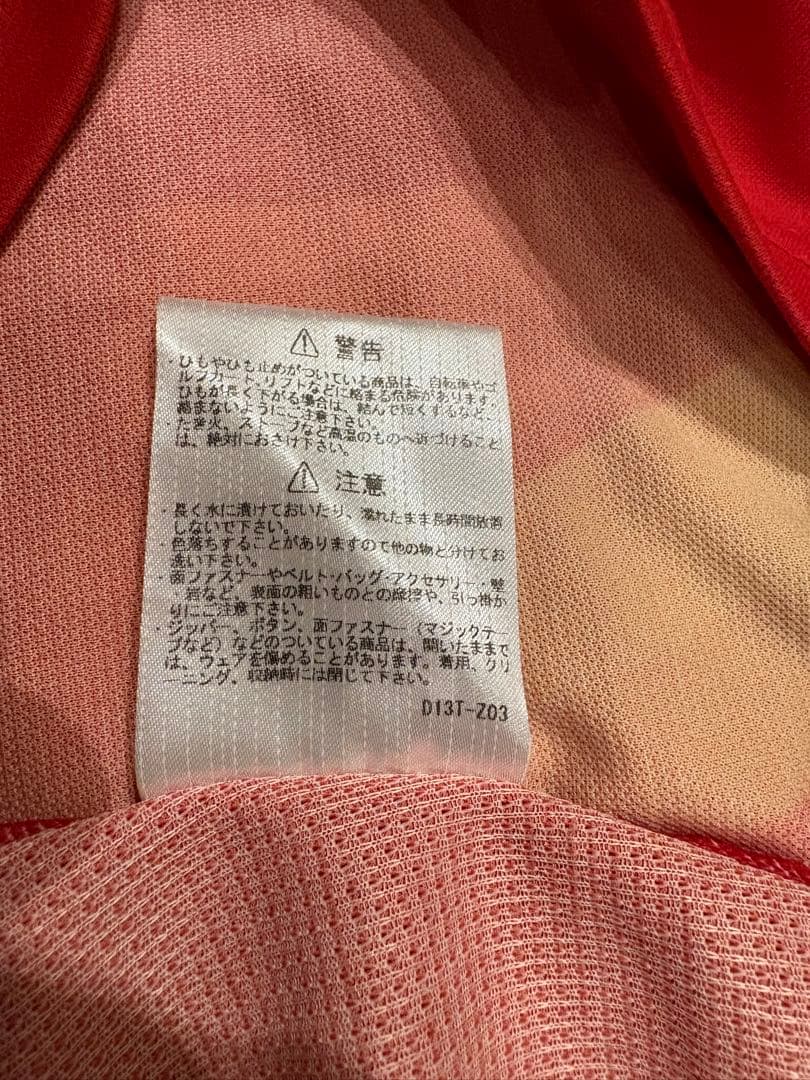 ⚠ 警告
・ひもやひも止めがついている商品は、自転車やゴ
ルフカート、リフトなどに絡まる危険があります。
ひもが長く下がる場合は、結んで短くするなど、
絡まないようにご注意下さい。
・たき火、ストーブなど高温のものへ近づけること
は、絶対におさけ下さい。
⚠ 注意
・長く水に漬けておいたり、濡れたまま長時間放置
しないで下さい。
・色落ちすることがありますので他の物と分けてお
洗い下さい。
・面ファスナーやベルト・バッグ・アクセサリー・壁
岩など、表面の粗いものとの摩擦や、引っ掛か
りにご注意下さい。
・ジッパー、ボタン、面ファスナー（マジックテー
プなど）などのついている商品は、開いたままで
は、ウェアを傷めることがあります。着用、クリ
ーニング、収納時には閉じて下さい。
D13T-Z03